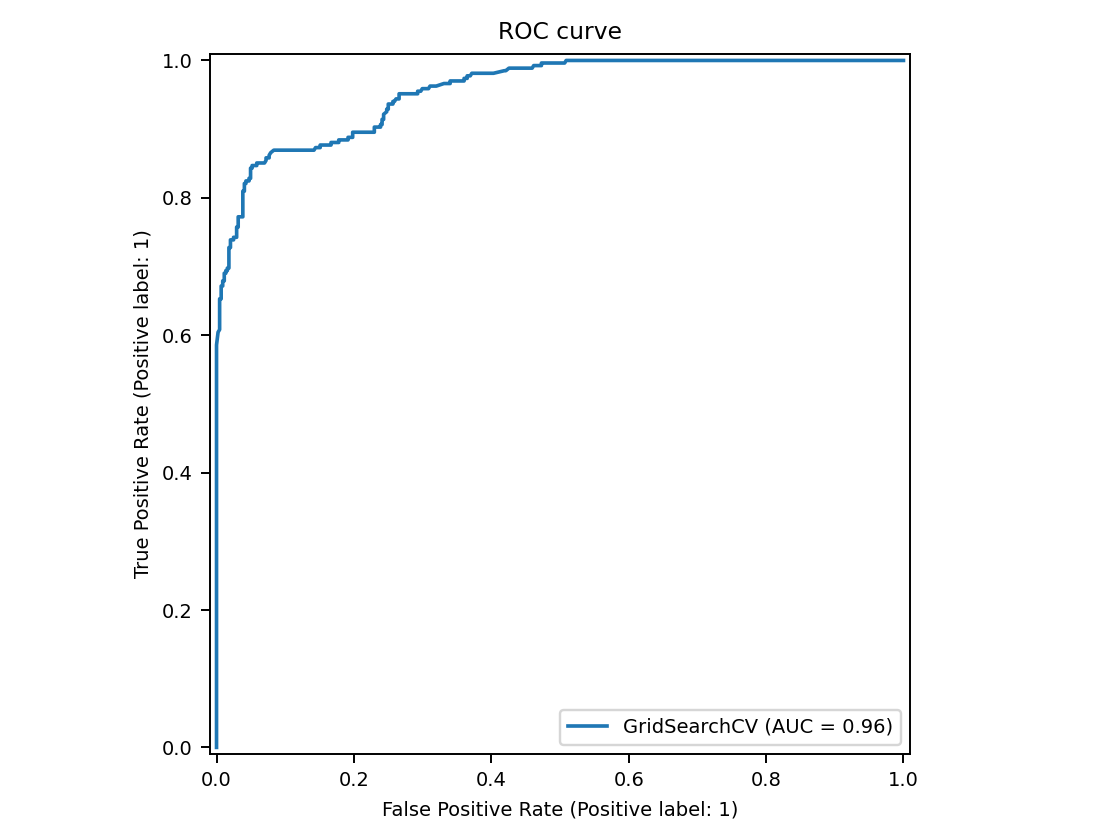 ROC curve
True Positive Rate (Positive label: 1)
1.0
0.8
0.6
0.4
0.2
0.0
GridSearchCV (AUC = 0.96)
0.0 0.2 0.4 0.6 0.8 1.0
False Positive Rate (Positive label: 1)